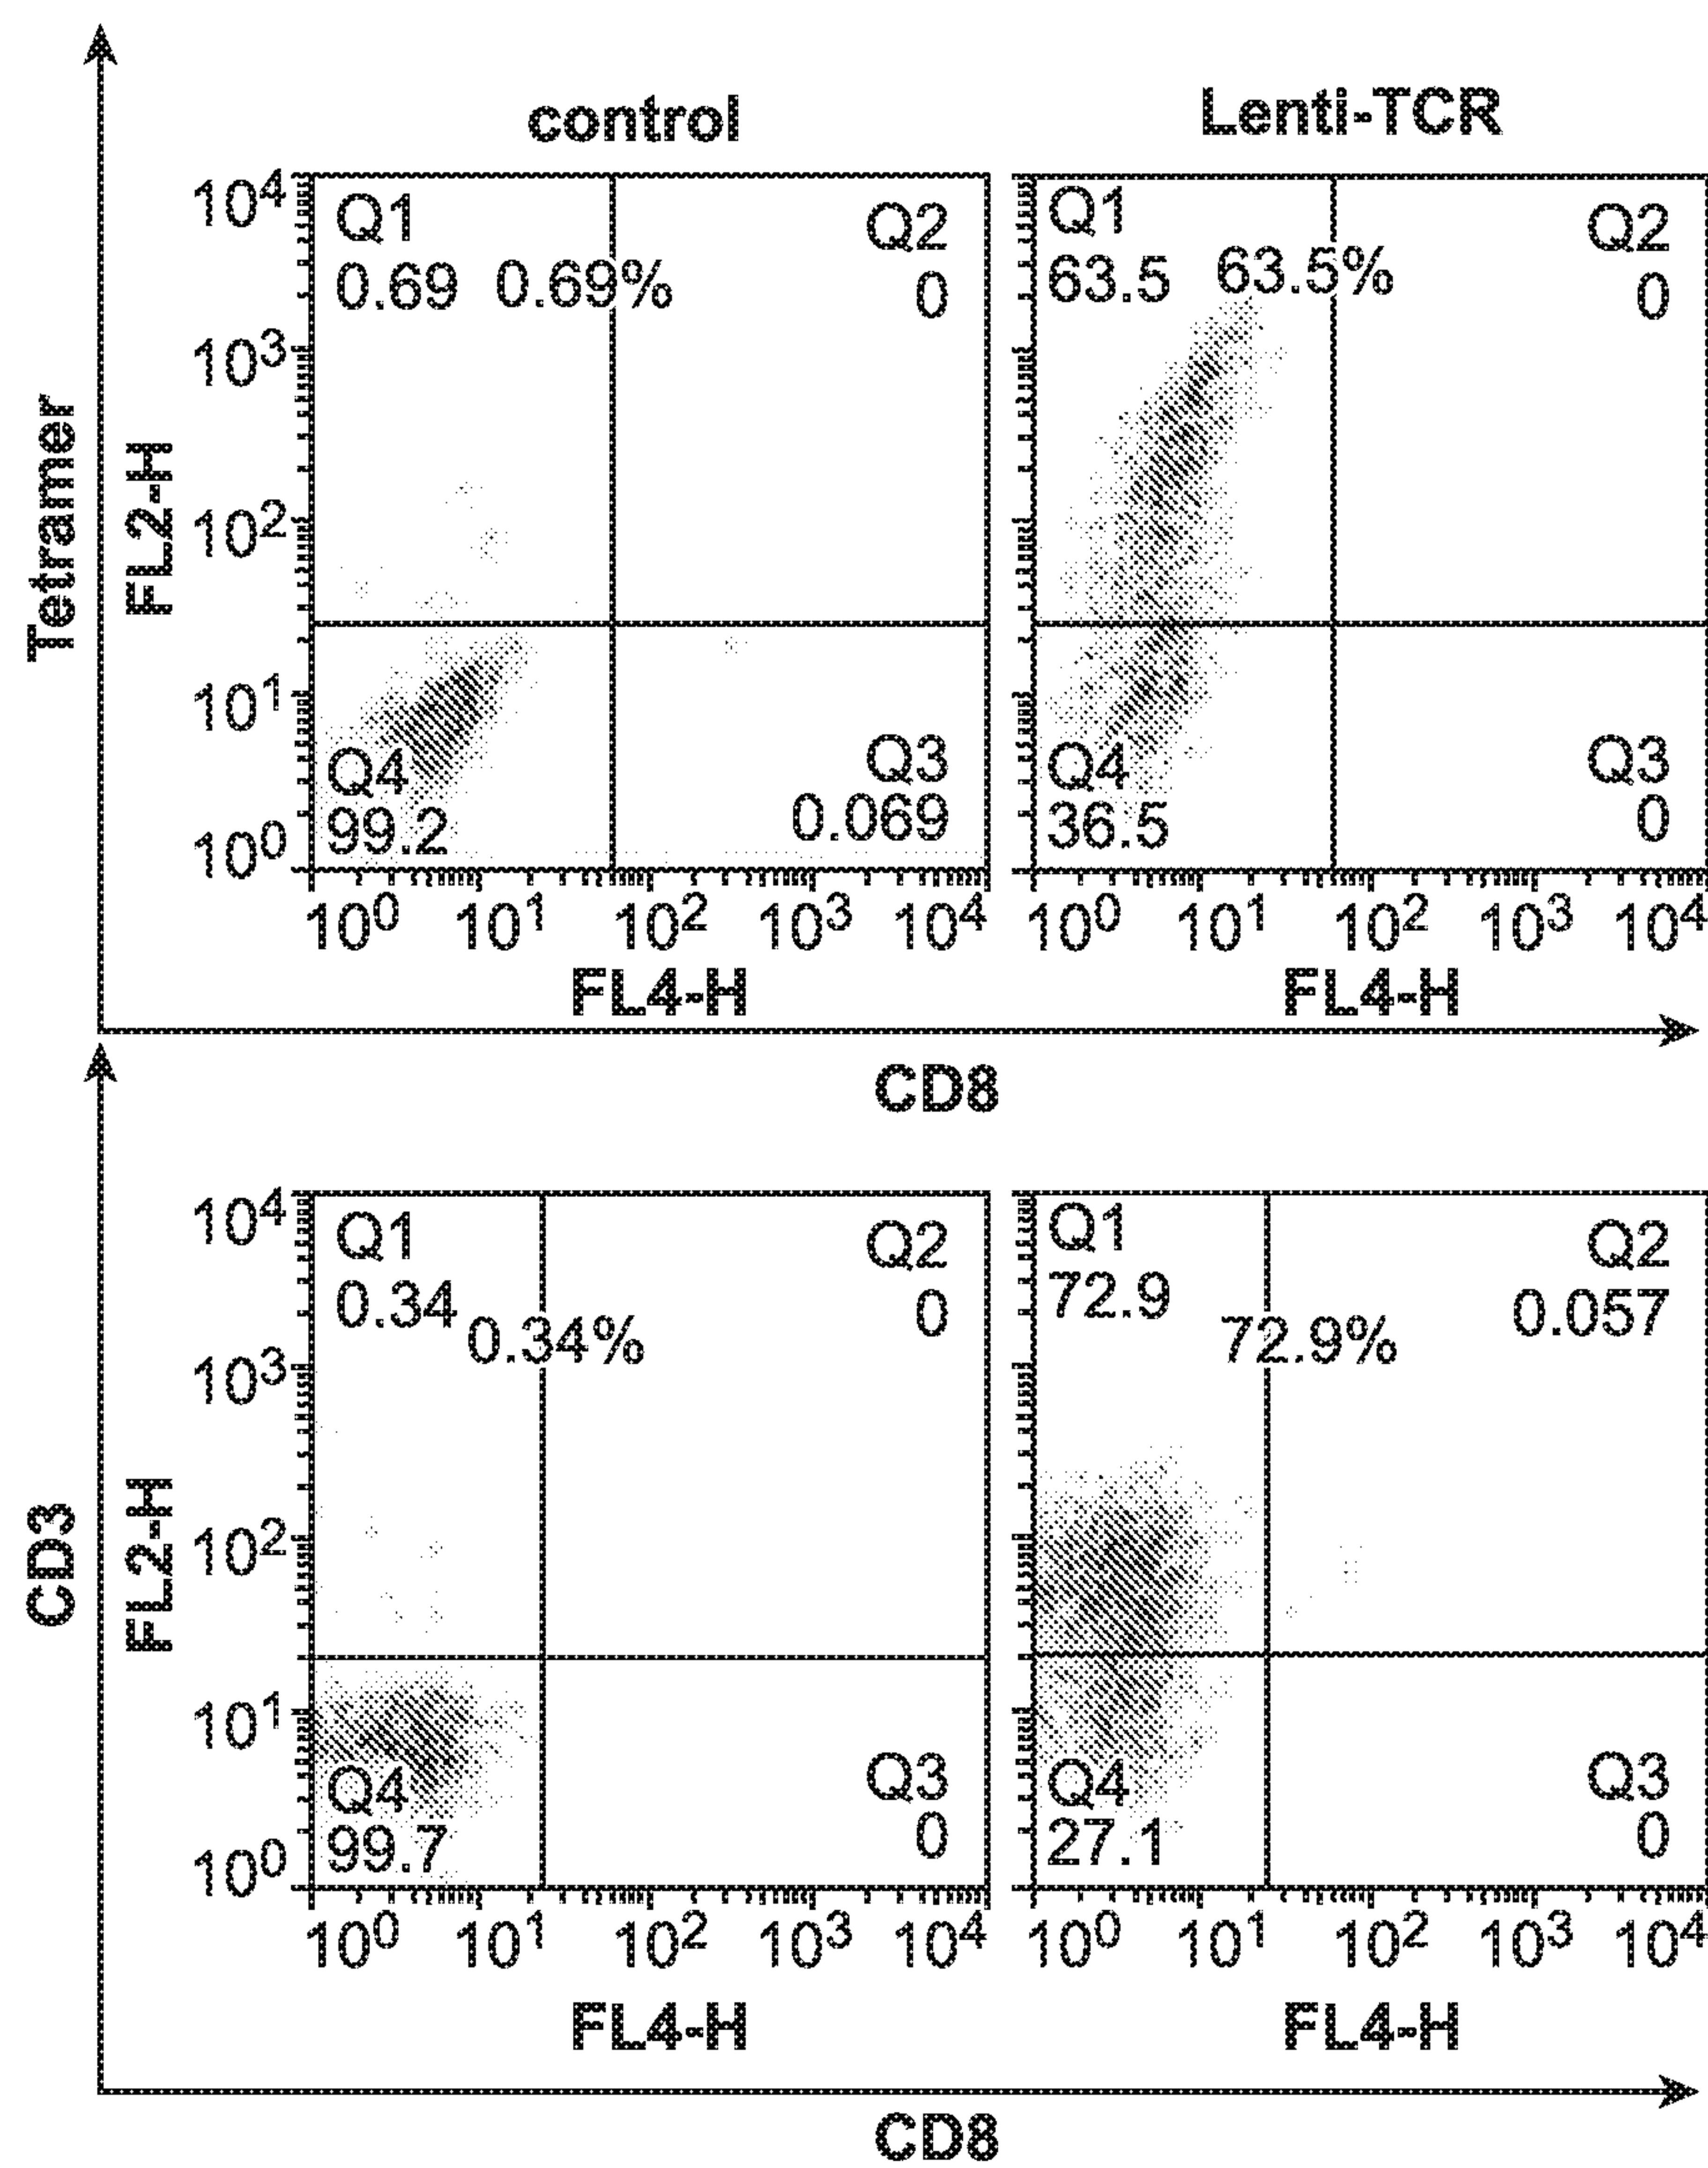 control
Lenti-TCR
Tetramer
FL2-H
10^4
10^3
10^2
10^1
10^0
Q1
0.69 0.69%
Q2
0
Q4
99.2
Q3
0.069
10^0 10^1 10^2 10^3 10^4
FL4-H
Q1
63.5 63.5%
Q2
0
Q4
36.5
Q3
0
10^0 10^1 10^2 10^3 10^4
FL4-H
CD8
CD3
FL2-H
10^4
10^3
10^2
10^1
10^0
Q1
0.34
0.34%
Q2
0
Q4
99.7
Q3
0
10^0 10^1 10^2 10^3 10^4
FL4-H
Q1
72.9
72.9%
Q2
0.057
Q4
27.1
Q3
0
10^0 10^1 10^2 10^3 10^4
FL4-H
CD8